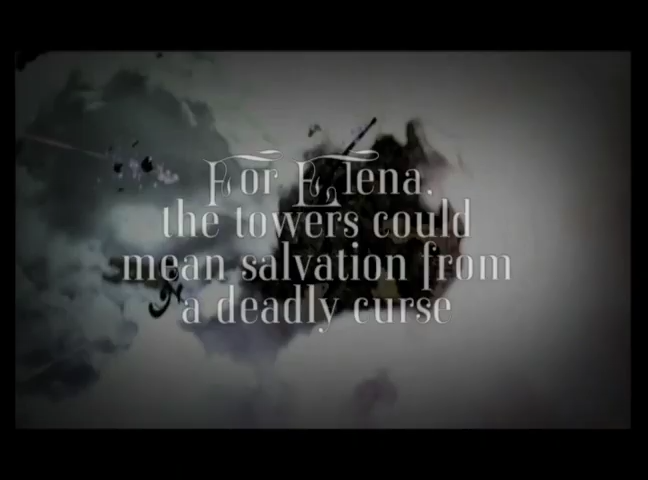 For Elena,
the towers could
mean salvation from
a deadly curse